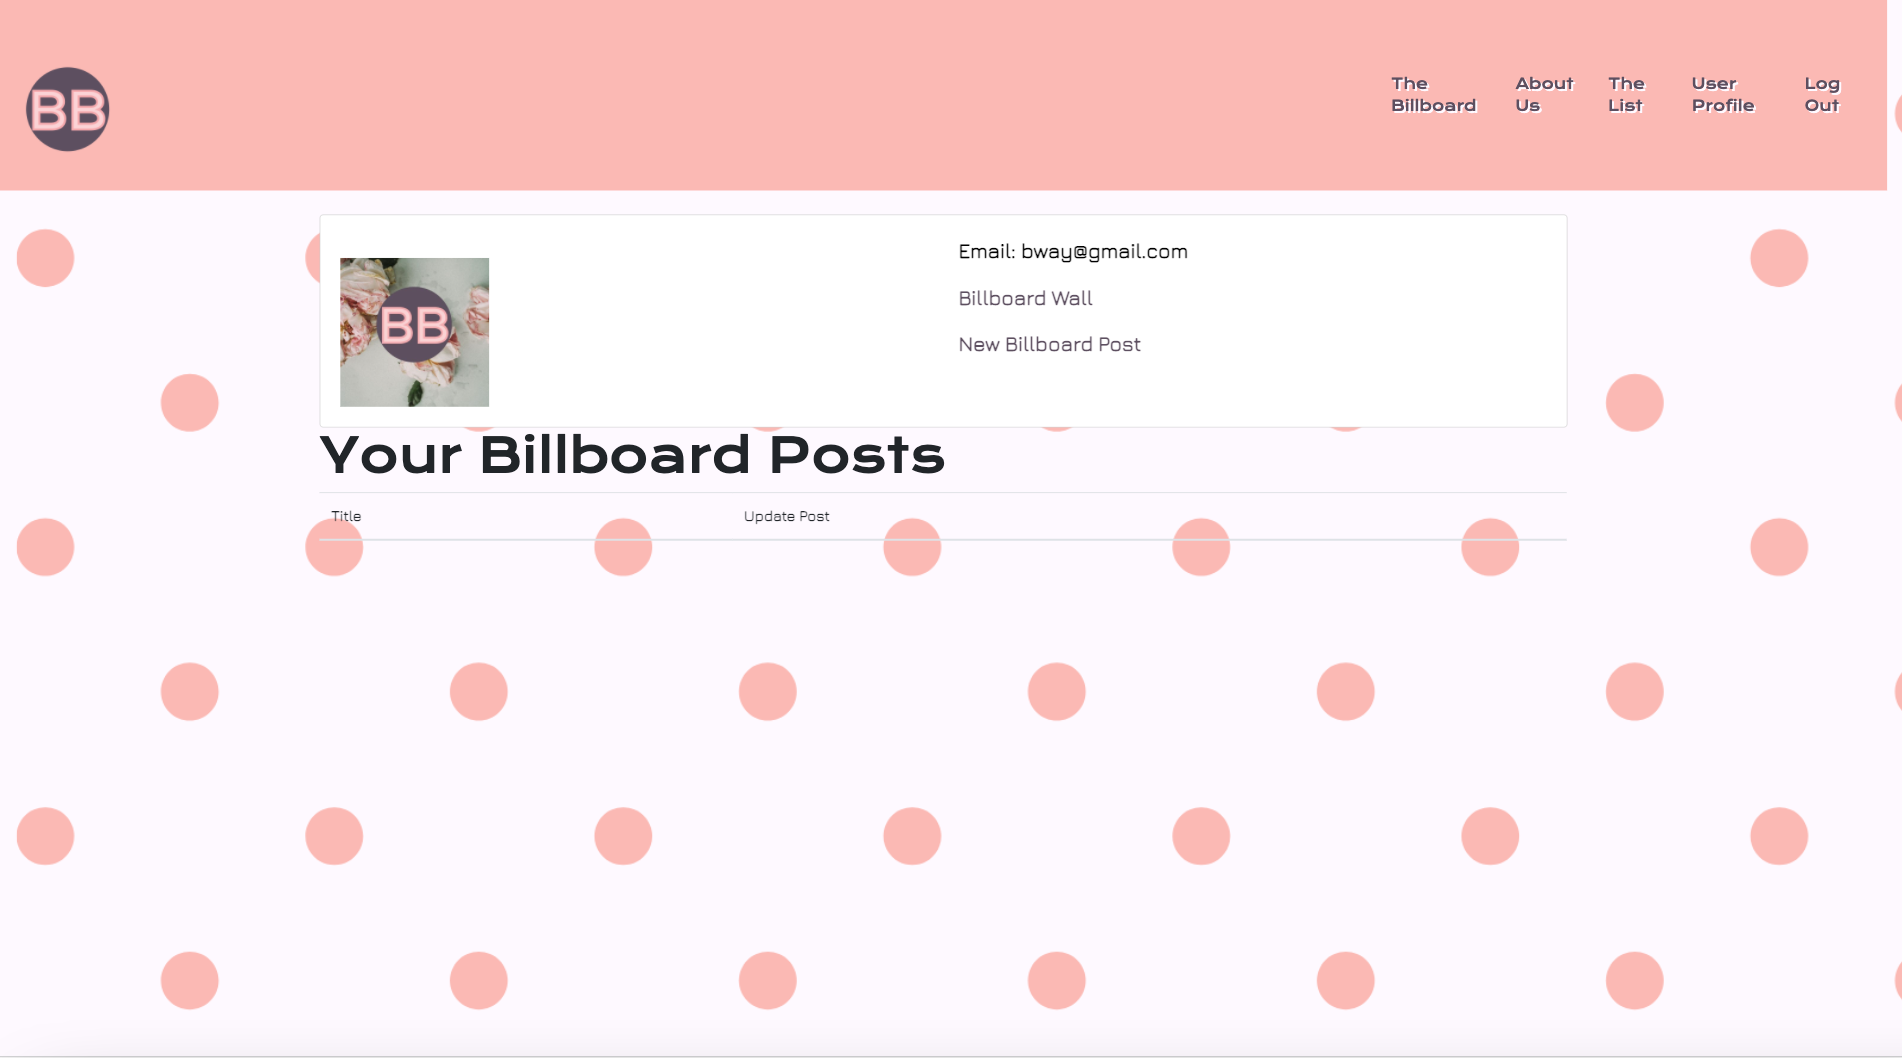 BB
The
Billboard
About
Us
The
List
User
Profile
Log
Out
Email: bway@gmail.com
BB
Billboard Wall
New Billboard Post
Your Billboard Posts
Title
Update Post